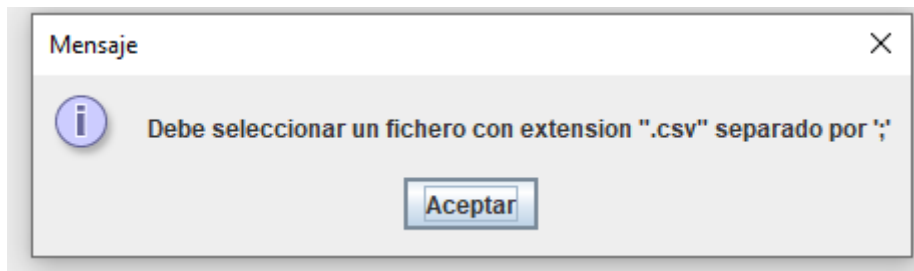 Mensaje
Debe seleccionar un fichero con extension ".csv" separado por ';'
Aceptar